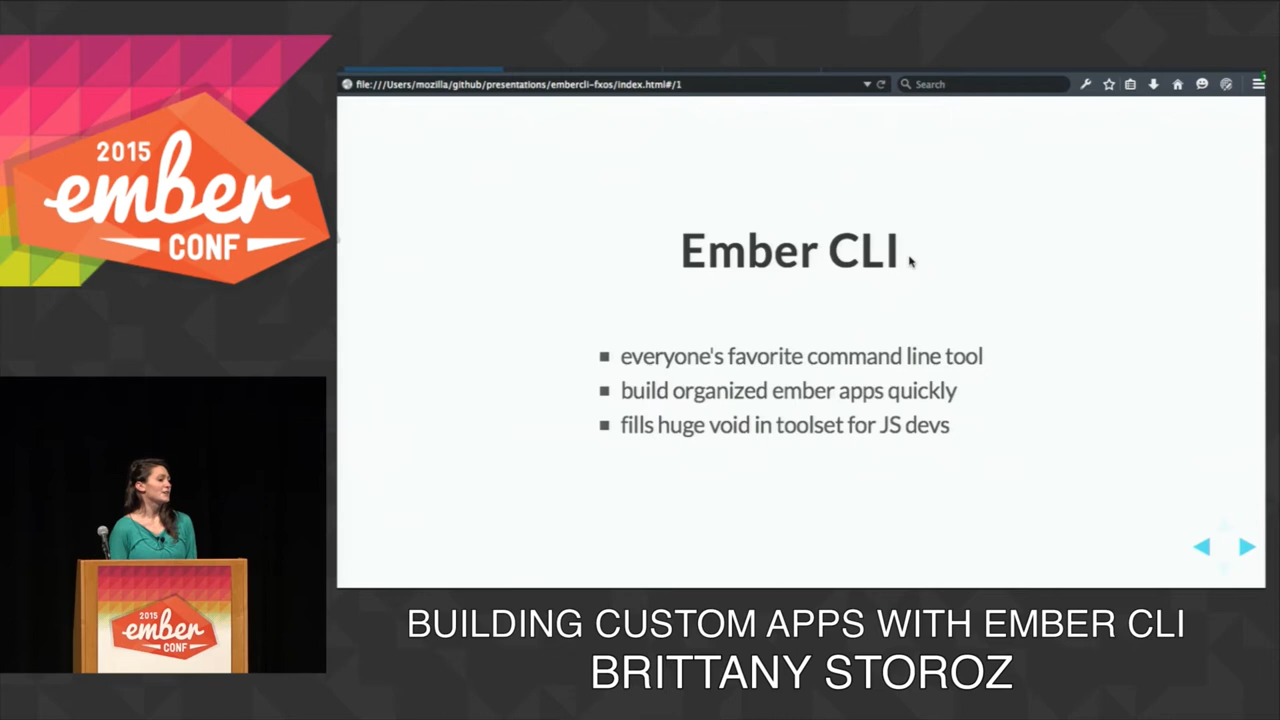 2015
ember
CONF
file:///Users/mozilla/github/presentations/embercli-fxos/index.html#/1
Search
Ember CLI
everyone's favorite command line tool
build organized ember apps quickly
fills huge void in toolset for JS devs
2015
ember
CONF
BUILDING CUSTOM APPS WITH EMBER CLI
BRITTANY STOROZ